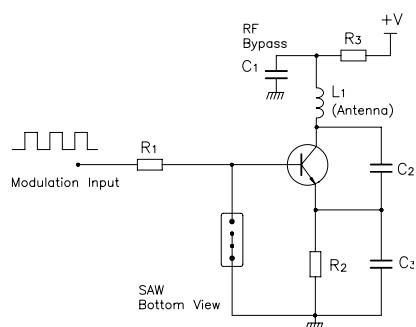 +V
RF
Bypass
R3
C1
L1
(Antenna)
R1
Modulation Input
C2
SAW
Bottom View
R2
C3